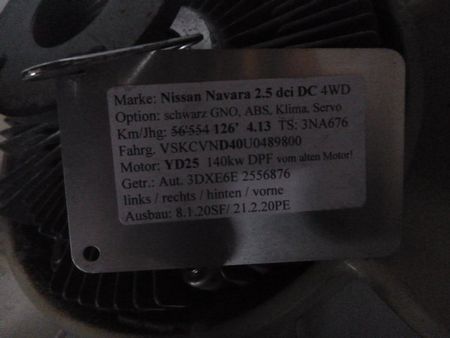 Marke: Nissan Navara 2.5 dci DC 4WD
Option: schwarz GNO, ABS, Klima, Servo
Km/Jhg: 56'554 126' 4.13 TS: 3NA676
Fahrg. VSKCVND40U0489800
Motor: YD25 140kw DPF vom alten Motor!
Getr.: Aut. 3DXE6E 2556876
links / rechts / hinten / vorne
Ausbau: 8.1.20SF/ 21.2.20PE